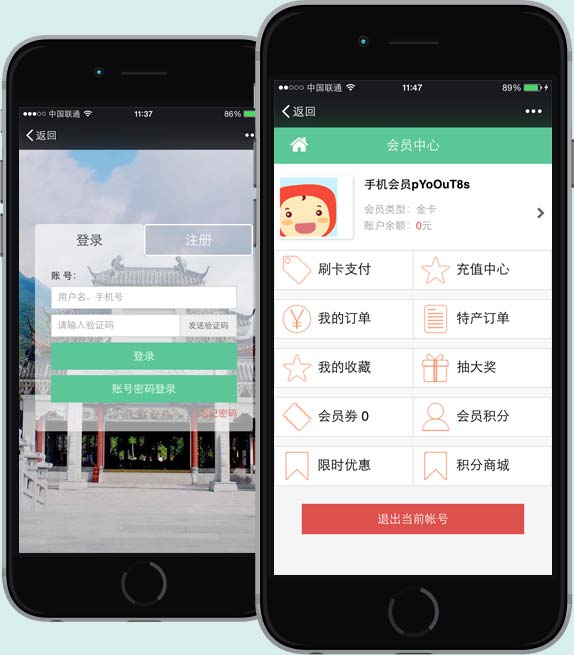 中国联通 11:37 86%
返回
登录 注册
账 号：
用户名、手机号
请输入验证码 发送验证码
登录
账号密码登录
忘记密码
中国联通 11:47 89%
返回
会员中心
手机会员pYoOuT8s
会员类型：金卡
账户余额：0元
刷卡支付 充值中心
我的订单 特产订单
我的收藏 抽大奖
会员劵 0 会员积分
限时优惠 积分商城
退出当前帐号